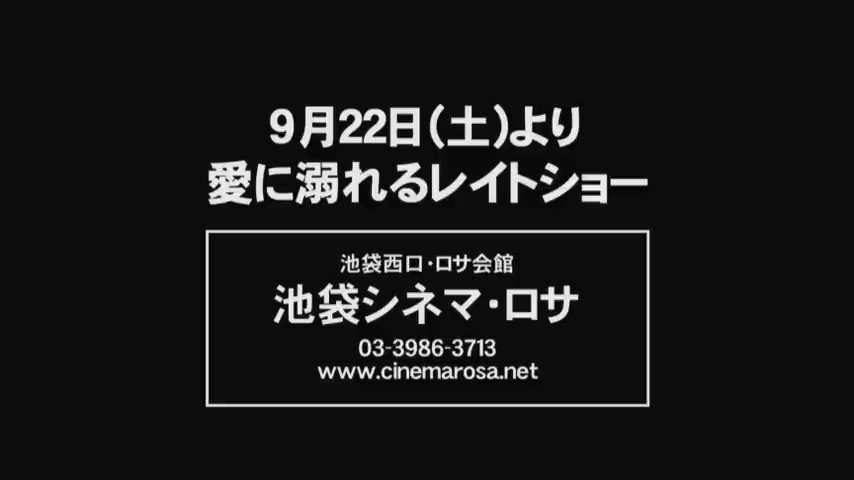 9月22日(土)より
愛に溺れるレイトショー
池袋西口・ロサ会館
池袋シネマ・ロサ
03-3986-3713
www.cinemarosa.net